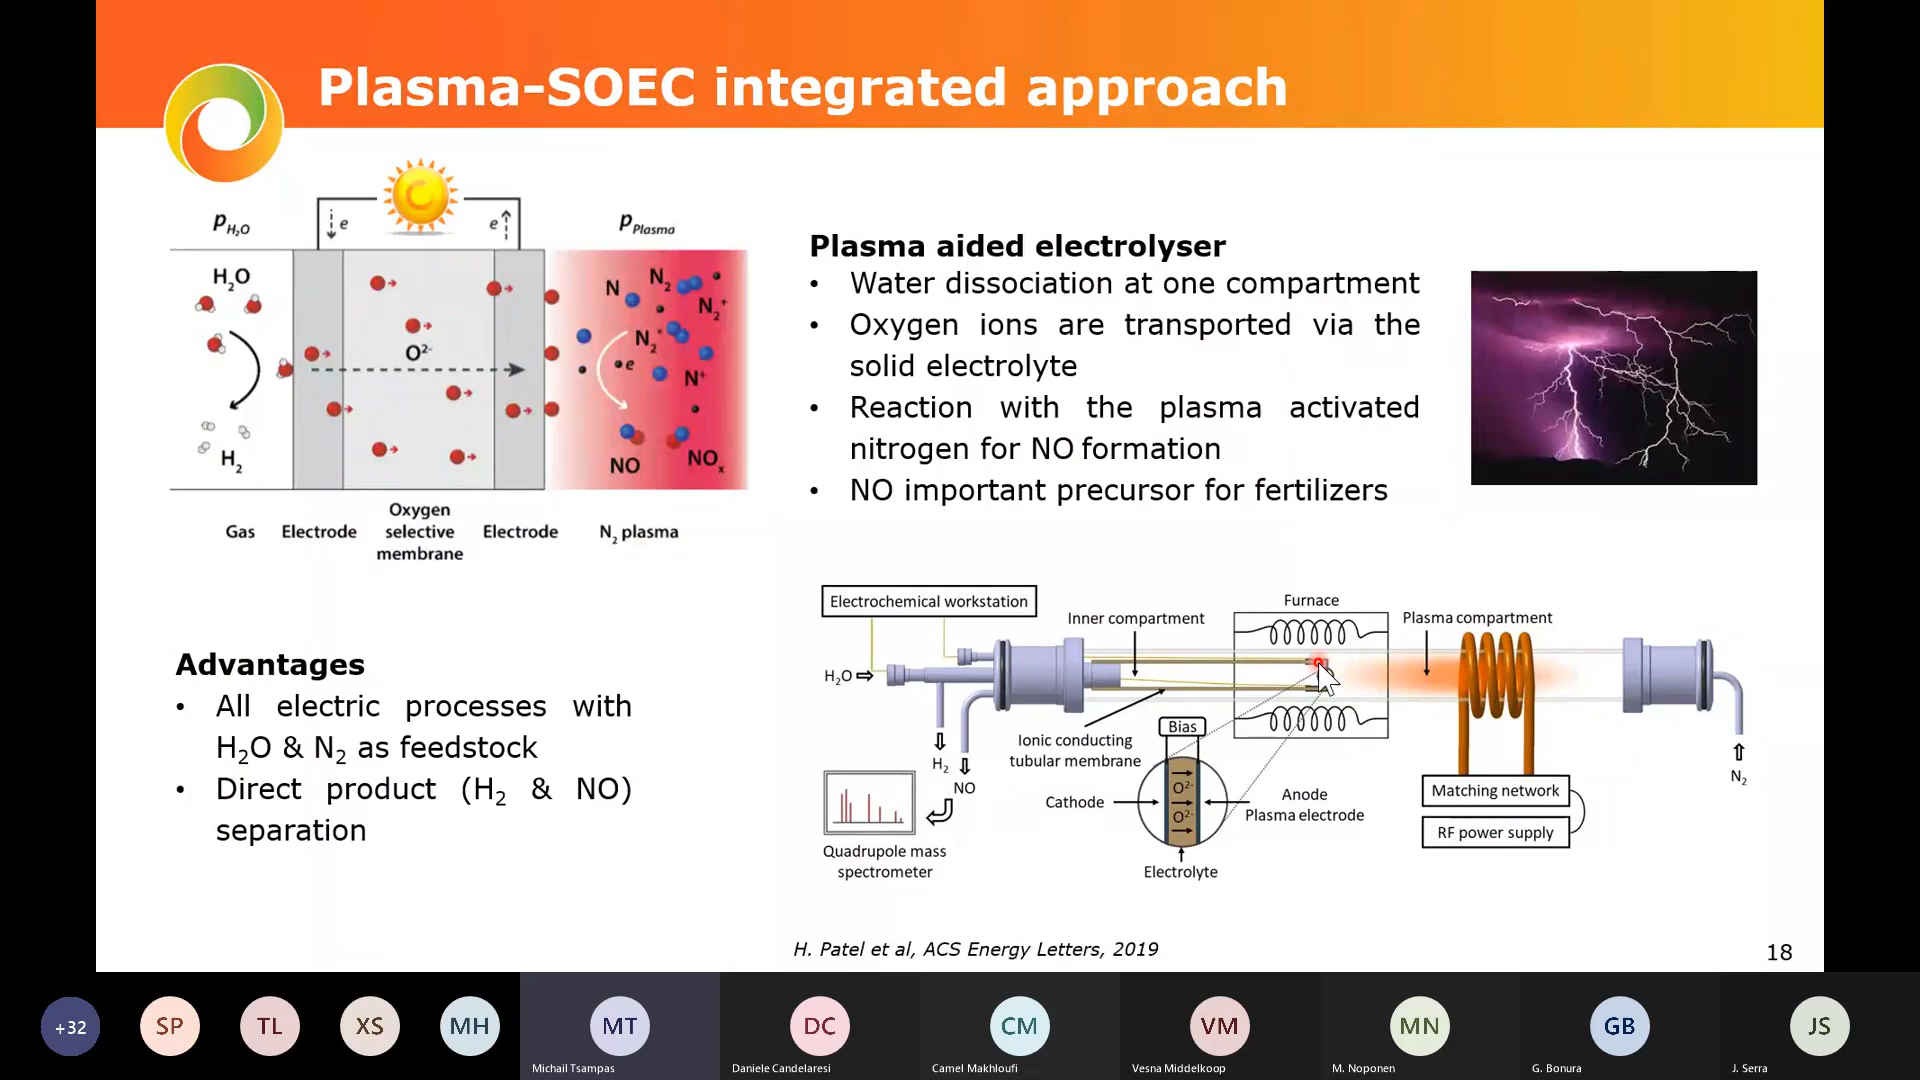 Plasma-SOEC integrated approach
pH₂O
e
e
pPlasma
H₂O
O²⁻
H₂
N
N₂
N₂⁺
N₂*
e
N⁺
NO
NOₓ
Gas
Electrode
Oxygen
selective
membrane
Electrode
N₂ plasma
Plasma aided electrolyser
• Water dissociation at one compartment
• Oxygen ions are transported via the
solid electrolyte
• Reaction with the plasma activated
nitrogen for NO formation
• NO important precursor for fertilizers
Advantages
• All electric processes with
H₂O & N₂ as feedstock
• Direct product (H₂ & NO)
separation
Electrochemical workstation
Inner compartment
Furnace
Plasma compartment
H₂O
H₂
NO
Ionic conducting
tubular membrane
Bias
Cathode
O²⁻
O²⁻
Anode
Plasma electrode
Electrolyte
Quadrupole mass
spectrometer
Matching network
RF power supply
N₂
H. Patel et al, ACS Energy Letters, 2019
18
+32
SP
TL
XS
MH
MT
Michail Tsampas
DC
Daniele Candelaresi
CM
Camel Makhloufi
VM
Vesna Middelkoop
MN
M. Noponen
GB
G. Bonura
JS
J. Serra